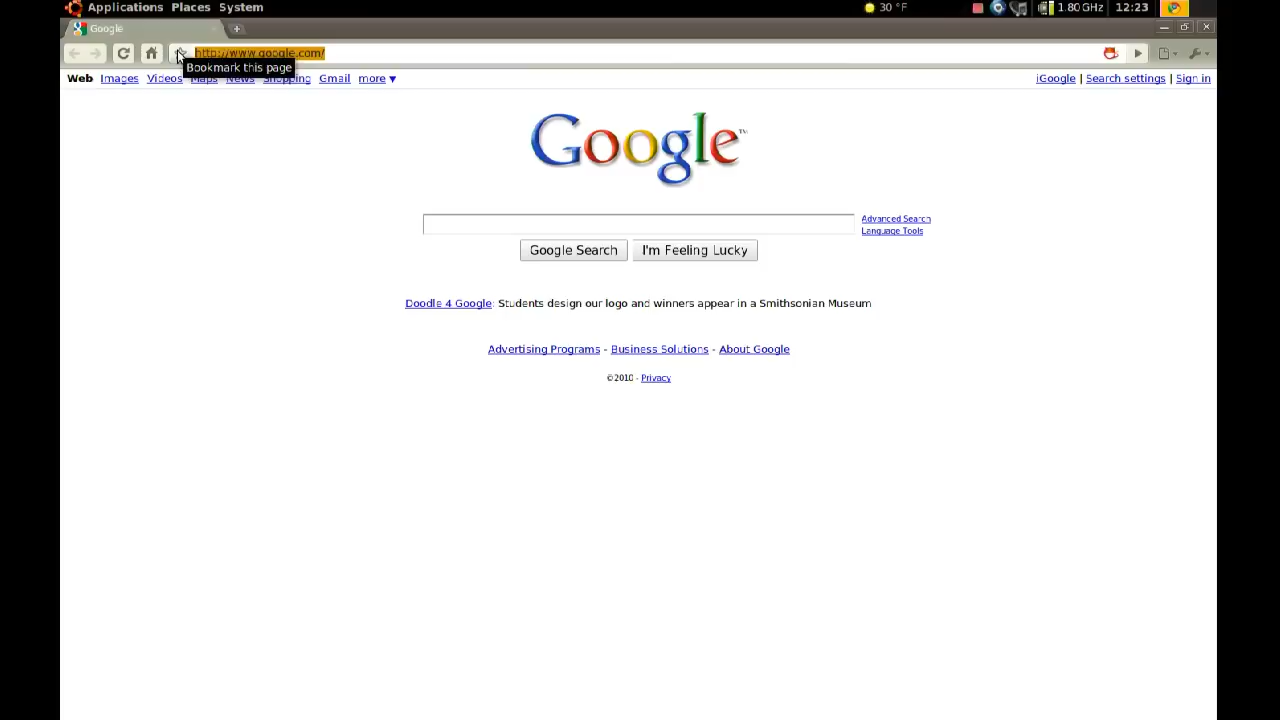 Applications Places System 30 °F 1.80 GHz 12:23
Google
http://www.google.com/
Bookmark this page
Web Images Videos Maps News Shopping Gmail more ▼ iGoogle | Search settings | Sign in
Google™
Advanced Search
Language Tools
Google Search I'm Feeling Lucky
Doodle 4 Google: Students design our logo and winners appear in a Smithsonian Museum
Advertising Programs - Business Solutions - About Google
©2010 - Privacy